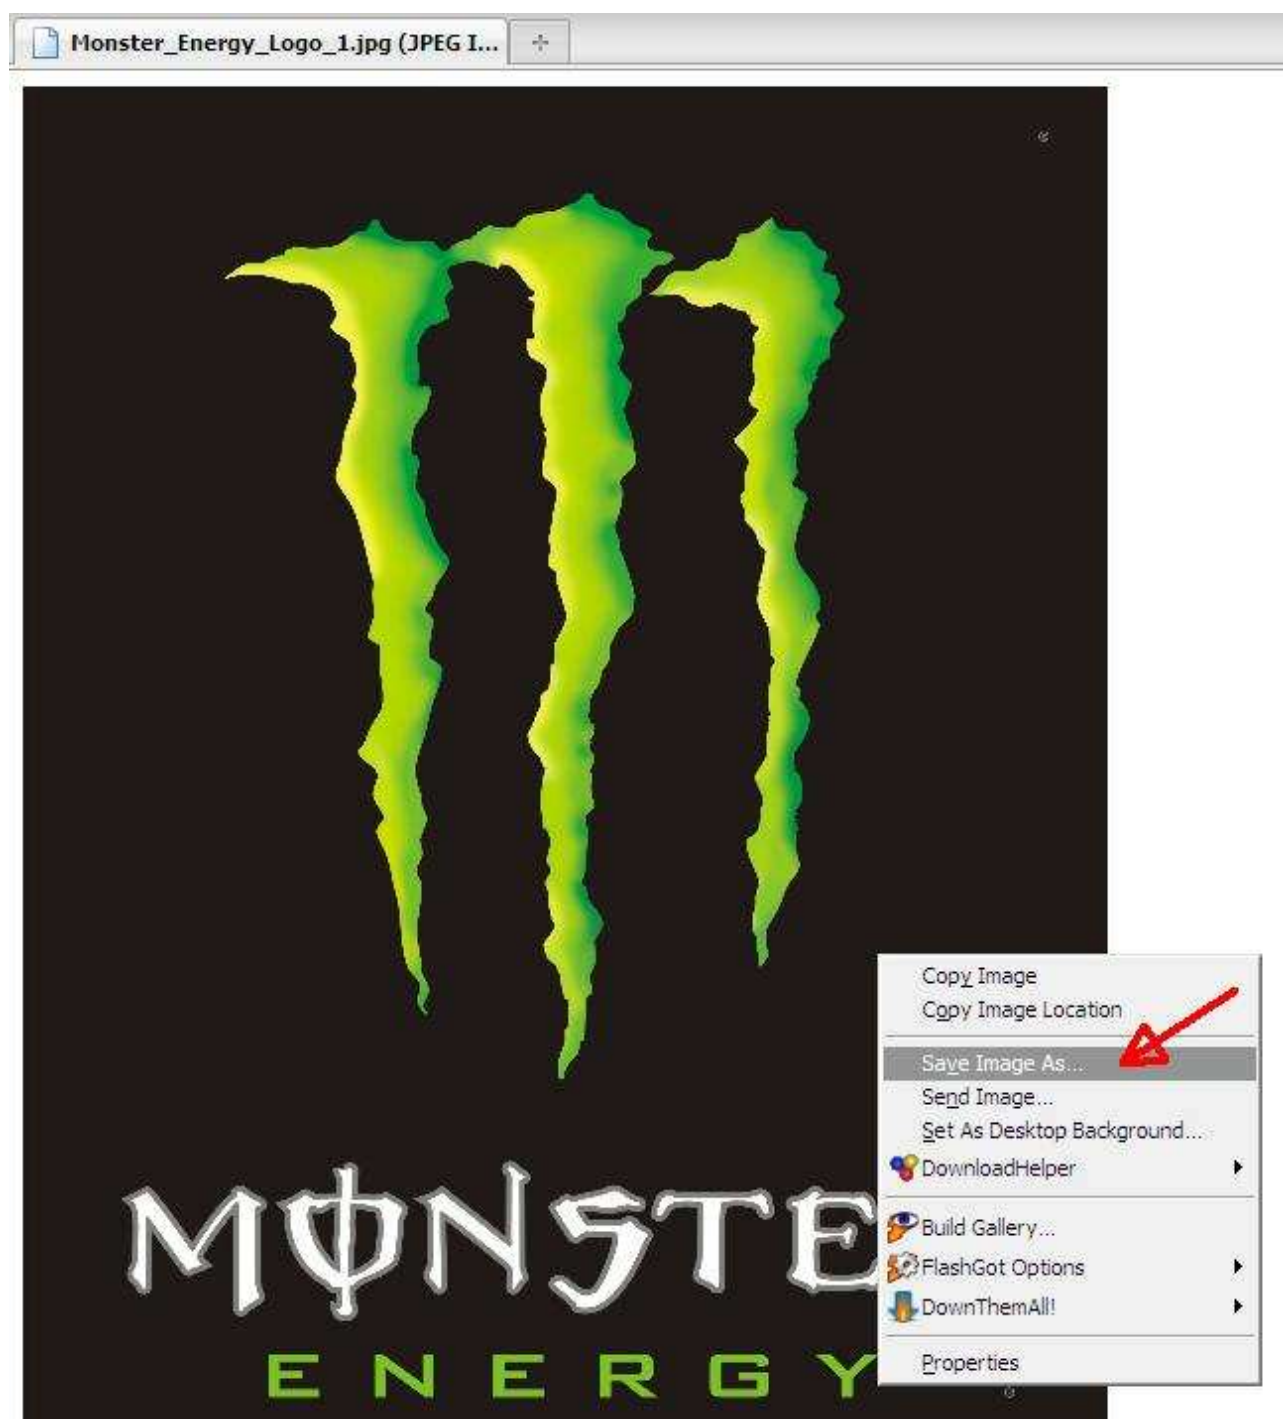 Monster_Energy_Logo_1.jpg (JPEG I...
Copy Image
Copy Image Location
Save Image As...
Send Image...
Set As Desktop Background...
DownloadHelper
Build Gallery...
FlashGot Options
DownThemAll!
Properties
MONSTE
ENERGY